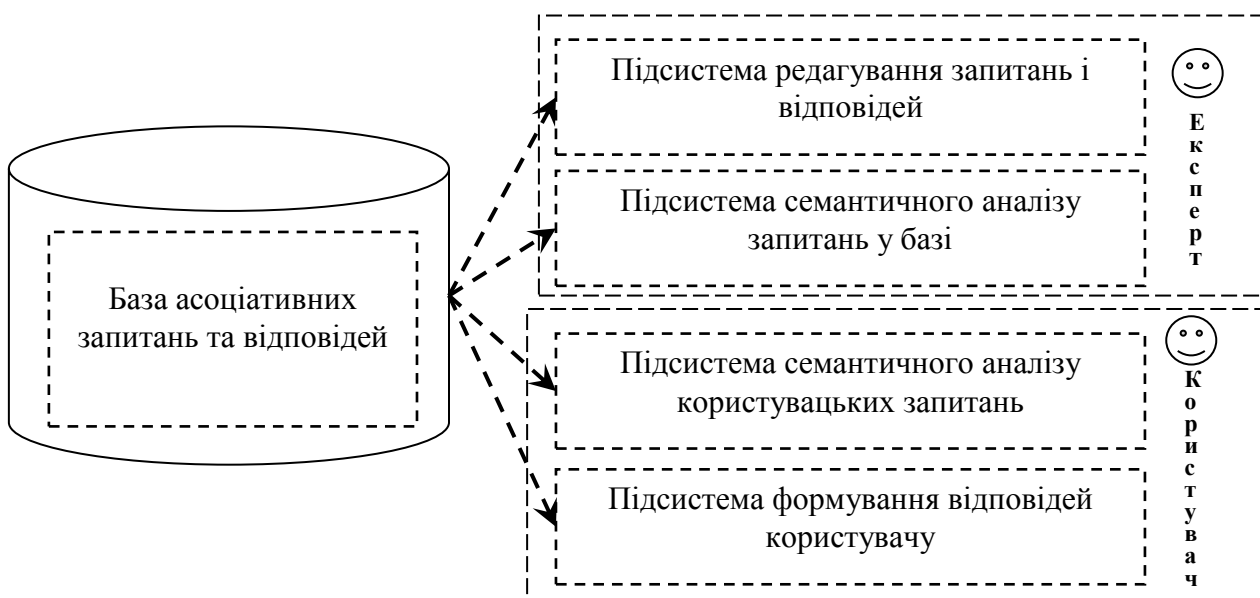 База асоціативних
запитань та відповідей
Підсистема редагування запитань і
відповідей
Підсистема семантичного аналізу
запитань у базі
Експерт
Підсистема семантичного аналізу
користувацьких запитань
Підсистема формування відповідей
користувачу
Користувач